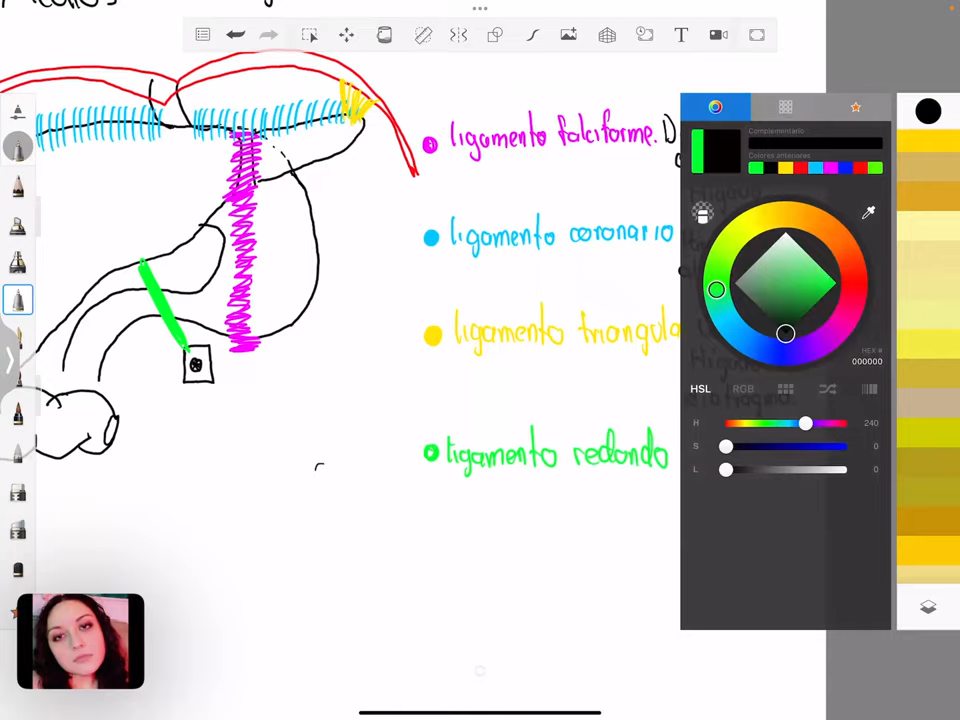 T
ligamento falciforme. D)
Complementario
Colores anteriores
ligamento coronario
ligamento triangula
HEX #
000000
HSL
RGB
H
240
S
0
L
0
ligamento redondo